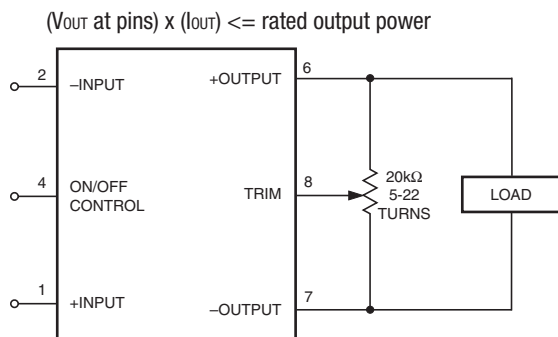 (VOUT at pins) x (IOUT) <= rated output power
2
–INPUT
+OUTPUT
6
4
ON/OFF
CONTROL
TRIM
8
20kΩ
5-22
TURNS
LOAD
1
+INPUT
–OUTPUT
7